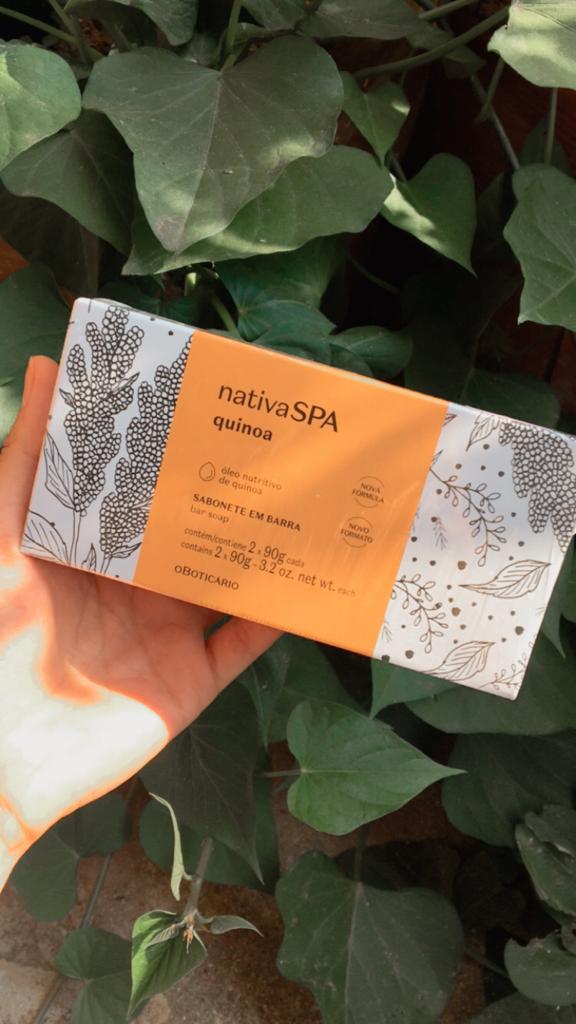 nativaSPA
quinoa
óleo nutritivo
de quinoa
NOVA
FÓRMULA
SABONETE EM BARRA
bar soap
NOVO
FORMATO
contém/contiene 2 x 90g cada
contains 2 x 90g - 3.2 oz. net wt. each
oBOTICÁRIO